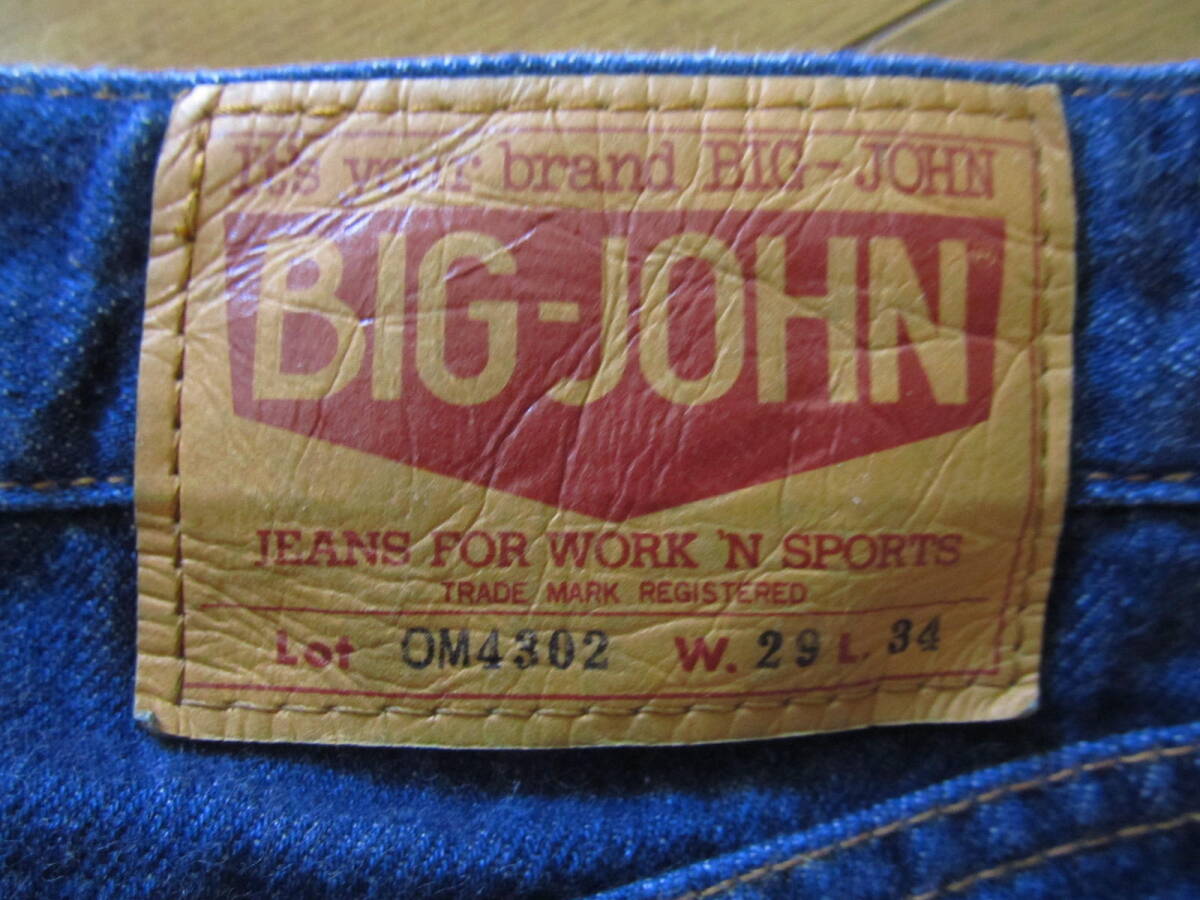 It's your brand BIG-JOHN
BIG-JOHN
JEANS FOR WORK 'N SPORTS
TRADE MARK REGISTERED
Lot OM4302 W. 29 L. 34